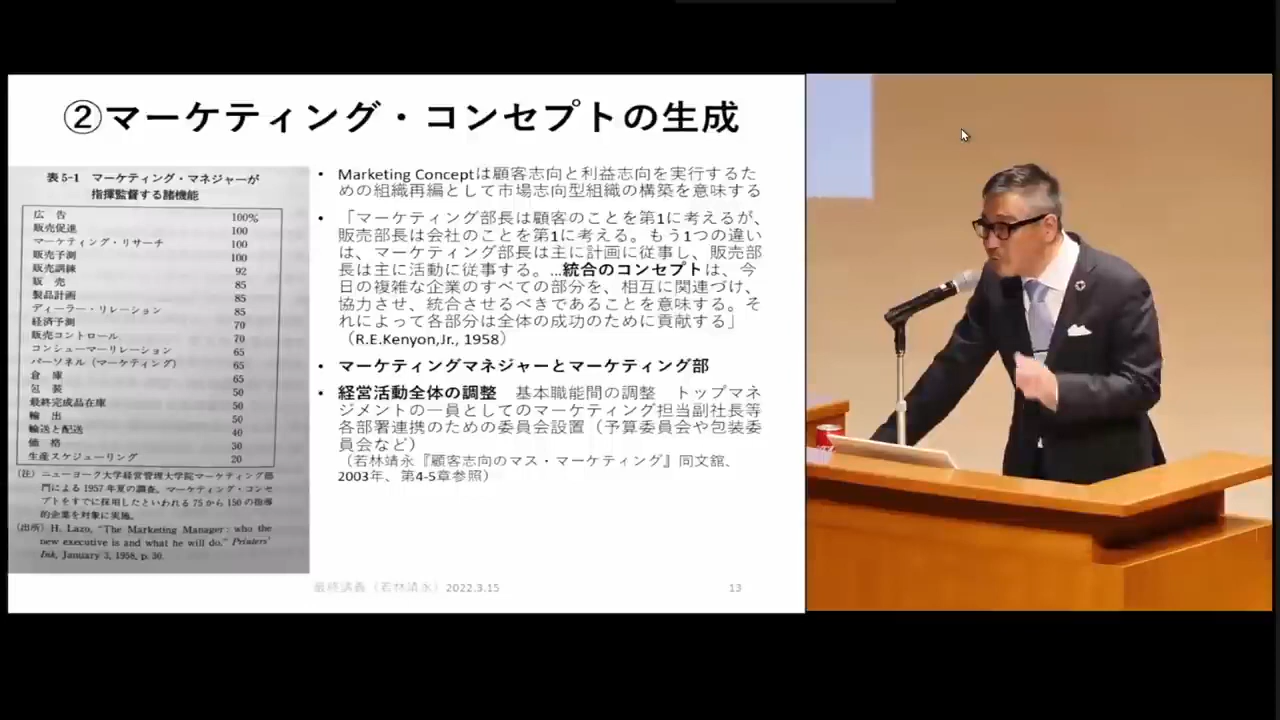 ②マーケティング・コンセプトの生成
表5-1 マーケティング・マネジャーが
指揮監督する諸機能
広告 100%
販売促進 100
マーケティング・リサーチ 100
販売予測 100
販売訓練 92
販売 85
製品計画 85
ディーラー・リレーション 85
経済予測 70
販売コントロール 70
コンシューマーリレーション 65
パーソネル（マーケティング） 65
倉庫 65
包装 50
最終完成品在庫 50
輸出 50
輸送と配送 40
価格 30
生産スケジューリング 20
（注）ニューヨーク大学経営管理大学院マーケティング部
門による1957年夏の調査。マーケティング・コンセ
プトをすでに採用したといわれる75から150の指導
的企業を対象に実施。
（出所）H. Lazo, "The Marketing Manager: who the
new executive is and what he will do." Printers'
Ink, January 3, 1958, p. 30.
• Marketing Conceptは顧客志向と利益志向を実行するた
めの組織再編として市場志向型組織の構築を意味する
• 「マーケティング部長は顧客のことを第1に考えるが、
販売部長は会社のことを第1に考える。もう1つの違い
は、マーケティング部長は主に計画に従事し、販売部
長は主に活動に従事する。…統合のコンセプトは、今
日の複雑な企業のすべての部分を、相互に関連づけ、
協力させ、統合させるべきであることを意味する。そ
れによって各部分は全体の成功のために貢献する」
（R.E.Kenyon,Jr., 1958）
• マーケティングマネジャーとマーケティング部
• 経営活動全体の調整 基本職能間の調整 トップマネ
ジメントの一員としてのマーケティング担当副社長等
各部署連携のための委員会設置（予算委員会や包装委
員会など）
（若林靖永『顧客志向のマス・マーケティング』同文舘、
2003年、第4-5章参照）
最終講義（若林靖永）2022.3.15
13